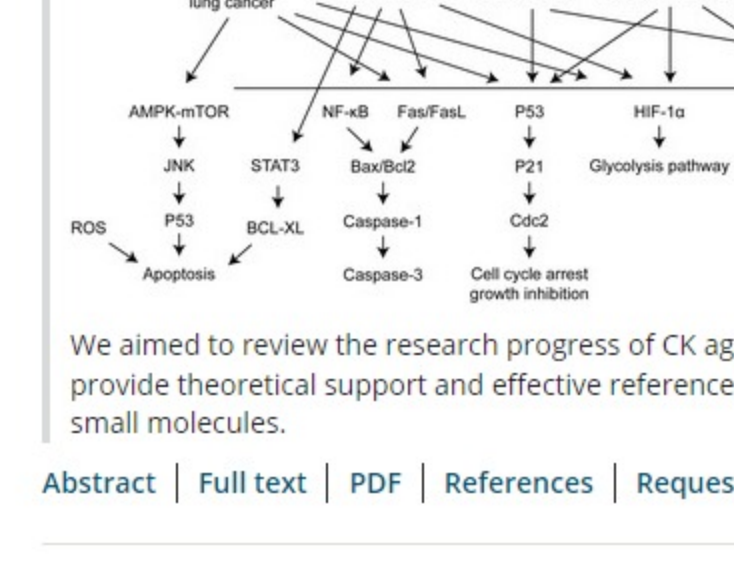 lung cancer
AMPK-mTOR NF-κB Fas/FasL P53 HIF-1α
JNK STAT3 Bax/Bcl2 P21 Glycolysis pathway
ROS P53 BCL-XL Caspase-1 Cdc2
Apoptosis Caspase-3 Cell cycle arrest
growth inhibition
We aimed to review the research progress of CK ag
provide theoretical support and effective reference
small molecules.
Abstract | Full text | PDF | References | Reques